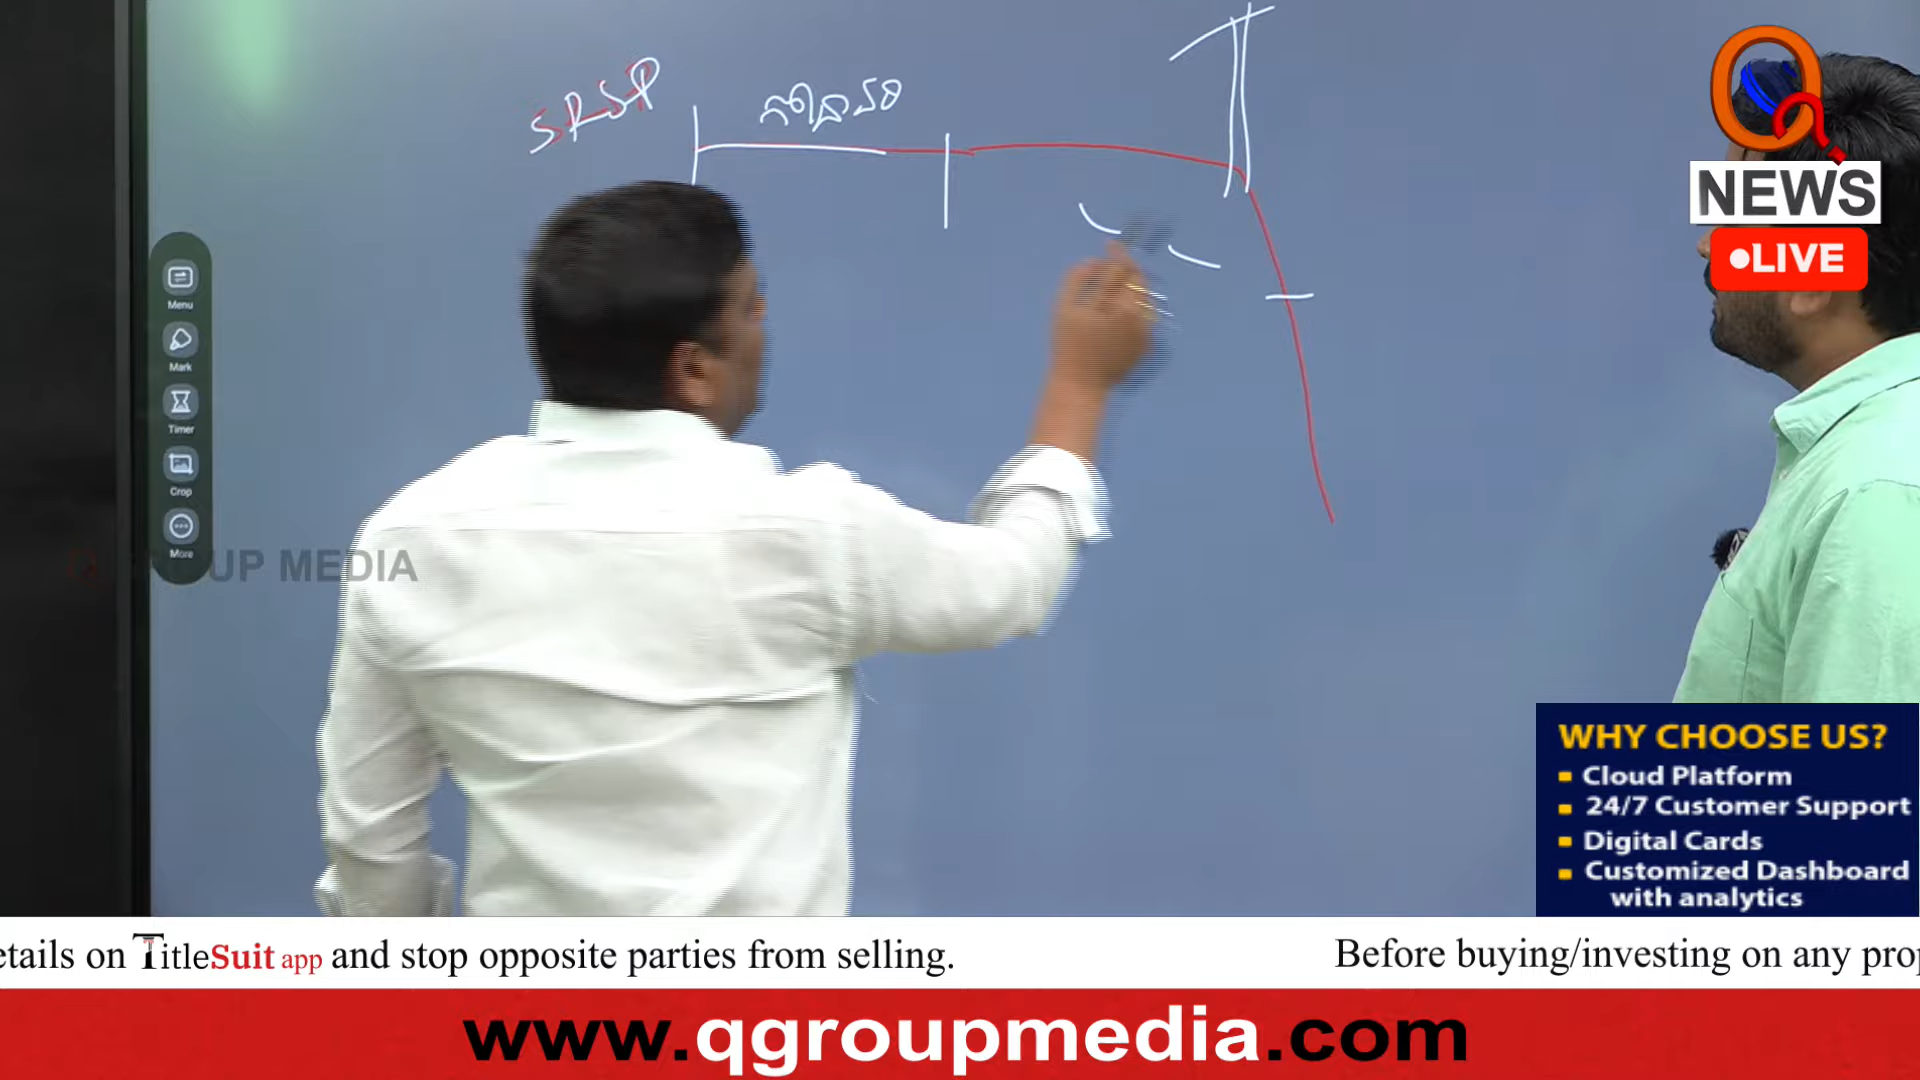 SRSP
Q
NEWS
LIVE
Menu
Mark
Timer
Crop
More
GROUP MEDIA
WHY CHOOSE US?
Cloud Platform
24/7 Customer Support
Digital Cards
Customized Dashboard
with analytics
etails on TitleSuit app and stop opposite parties from selling.
Before buying/investing on any
www.qgroupmedia.com